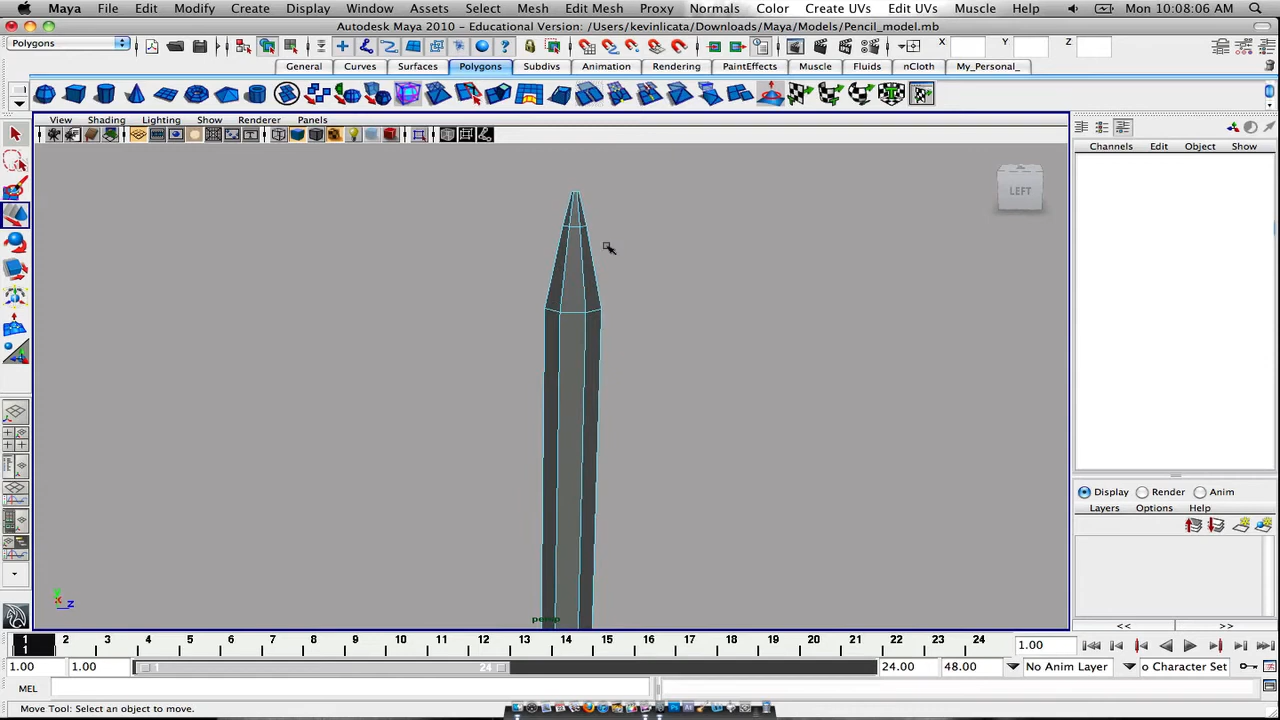 Maya File Edit Modify Create Display Window Assets Select Mesh Edit Mesh Proxy Normals Color Create UVs Edit UVs Muscle Help Mon 10:08:06 AM
Autodesk Maya 2010 - Educational Version: /Users/kevinlicata/Downloads/Maya/Models/Pencil_model.mb
Polygons X Y Z
General Curves Surfaces Polygons Subdivs Animation Rendering PaintEffects Muscle Fluids nCloth My_Personal_
View Shading Lighting Show Renderer Panels
Channels Edit Object Show
LEFT
Display Render Anim
Layers Options Help
y
x z
persp
<< >>
1 2 3 4 5 6 7 8 9 10 11 12 13 14 15 16 17 18 19 20 21 22 23 24 1.00
1
1.00 1.00 1 24 24.00 48.00 No Anim Layer o Character Set
MEL
Move Tool: Select an object to move.